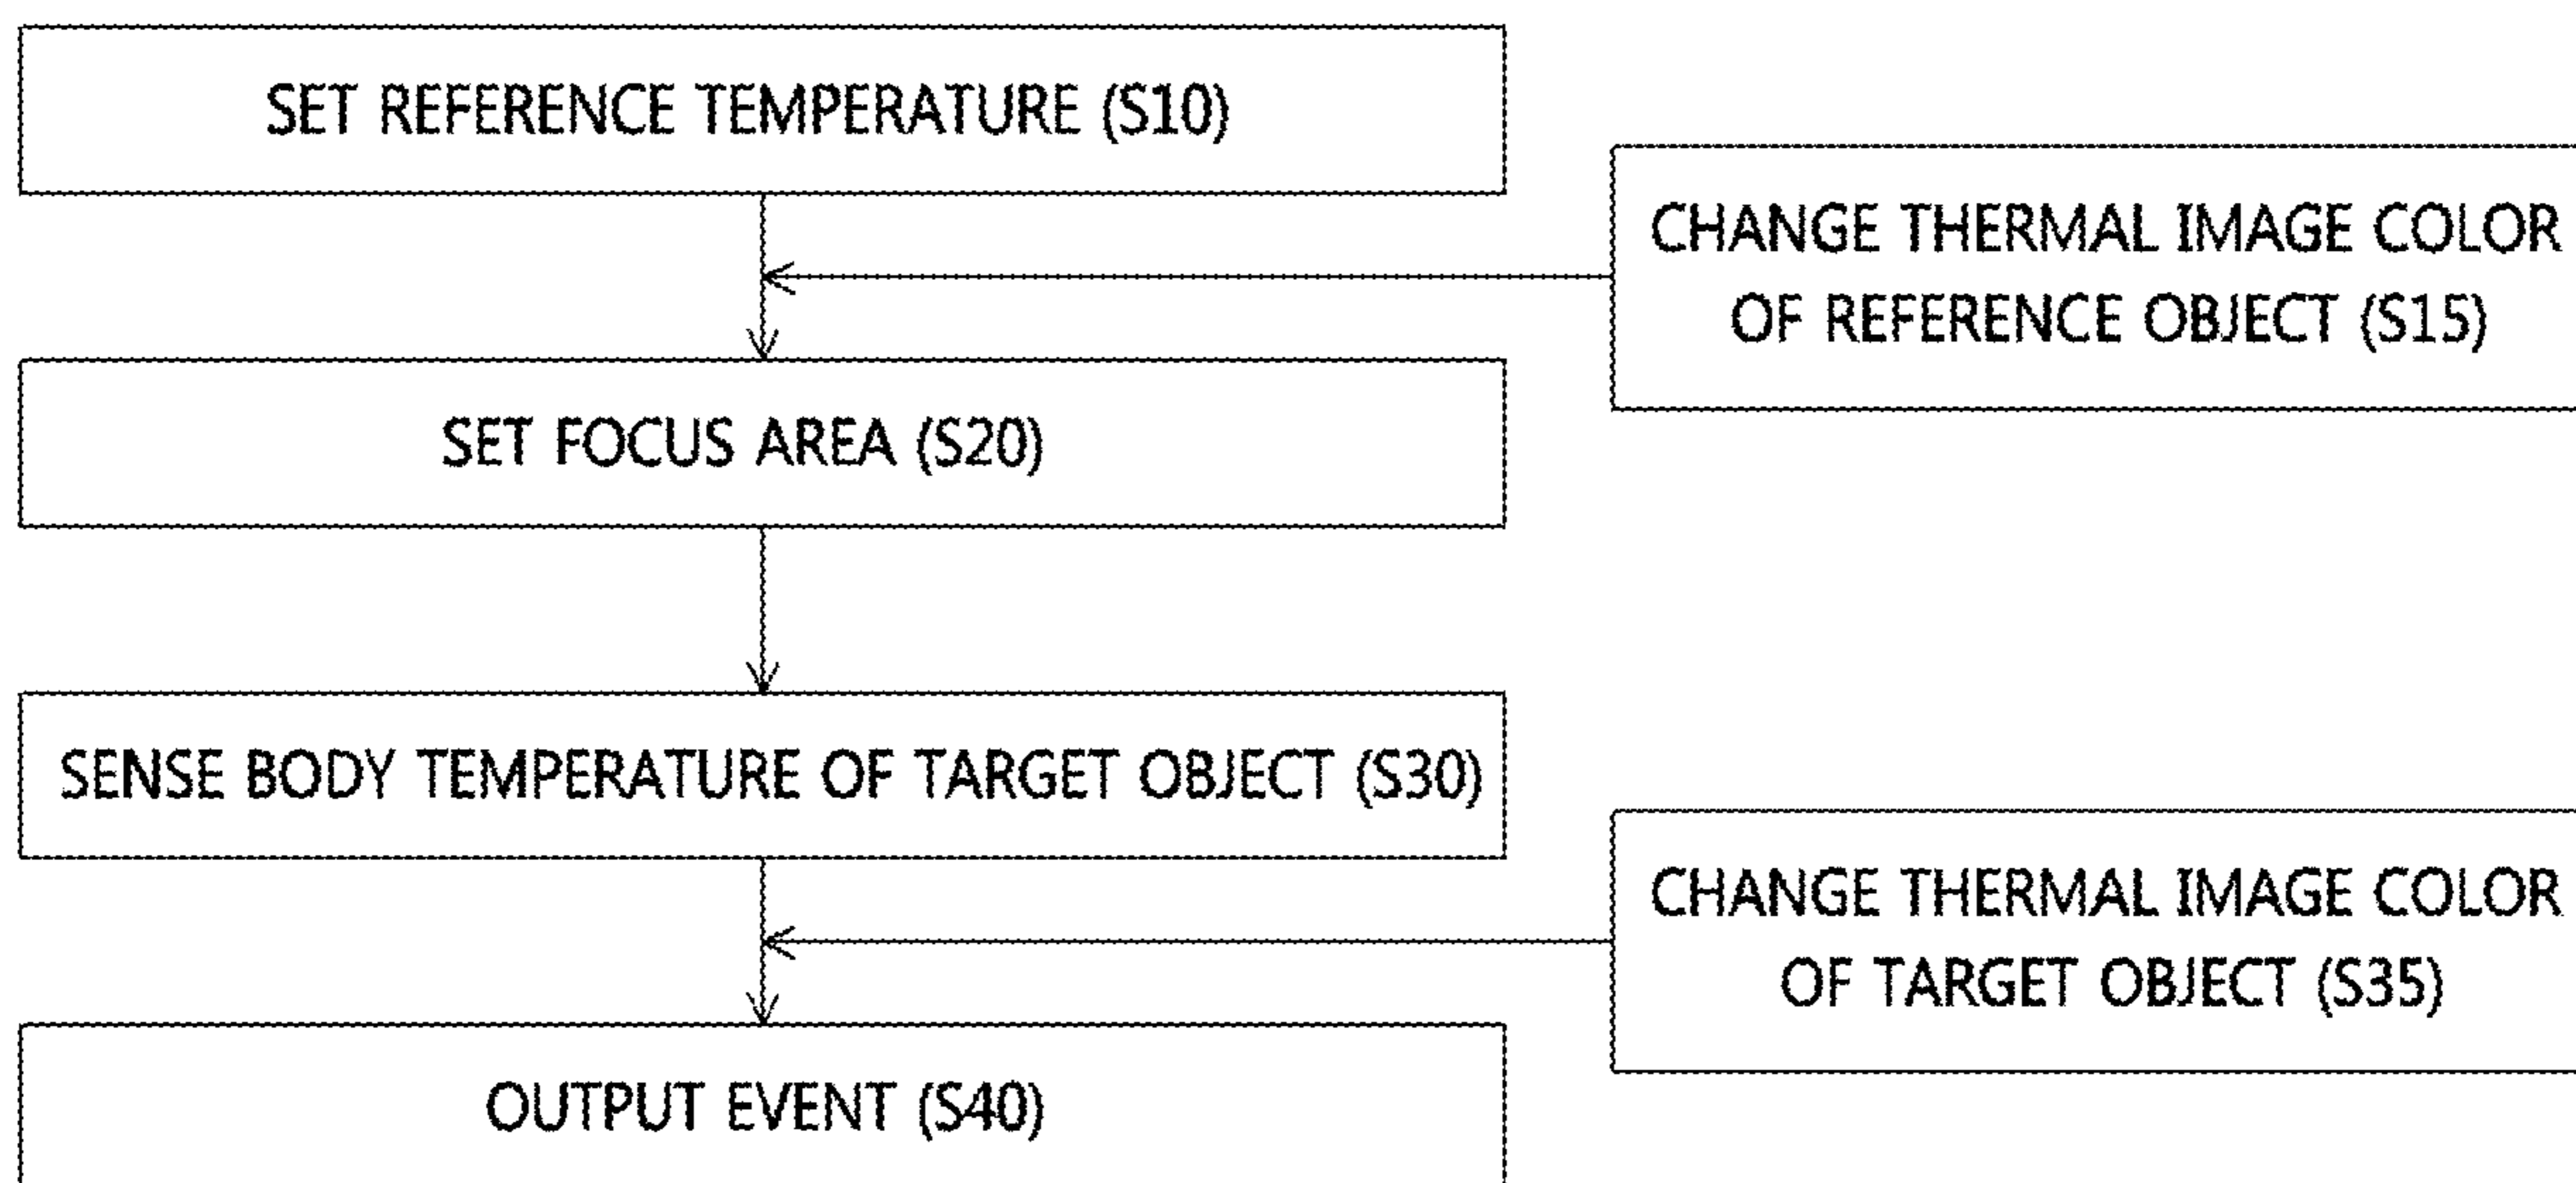 SET REFERENCE TEMPERATURE (S10)
CHANGE THERMAL IMAGE COLOR
OF REFERENCE OBJECT (S15)
SET FOCUS AREA (S20)
SENSE BODY TEMPERATURE OF TARGET OBJECT (S30)
CHANGE THERMAL IMAGE COLOR
OF TARGET OBJECT (S35)
OUTPUT EVENT (S40)